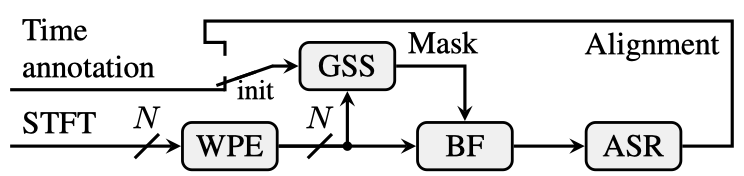 Time
annotation
init
GSS
Mask
Alignment
STFT
N
WPE
N
BF
ASR